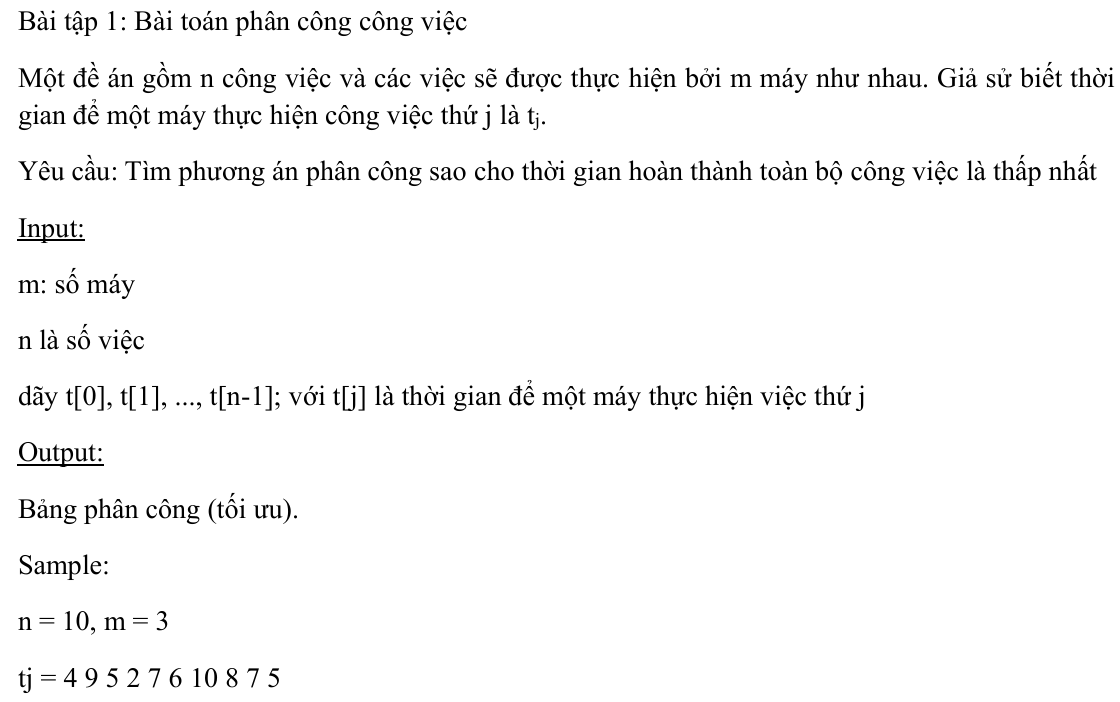 Bài tập 1: Bài toán phân công công việc
Một đề án gồm n công việc và các việc sẽ được thực hiện bởi m máy như nhau. Giả sử biết thời
gian để một máy thực hiện công việc thứ j là tj.
Yêu cầu: Tìm phương án phân công sao cho thời gian hoàn thành toàn bộ công việc là thấp nhất
Input:
m: số máy
n là số việc
dãy t[0], t[1], ..., t[n-1]; với t[j] là thời gian để một máy thực hiện việc thứ j
Output:
Bảng phân công (tối ưu).
Sample:
n = 10, m = 3
tj = 4 9 5 2 7 6 10 8 7 5